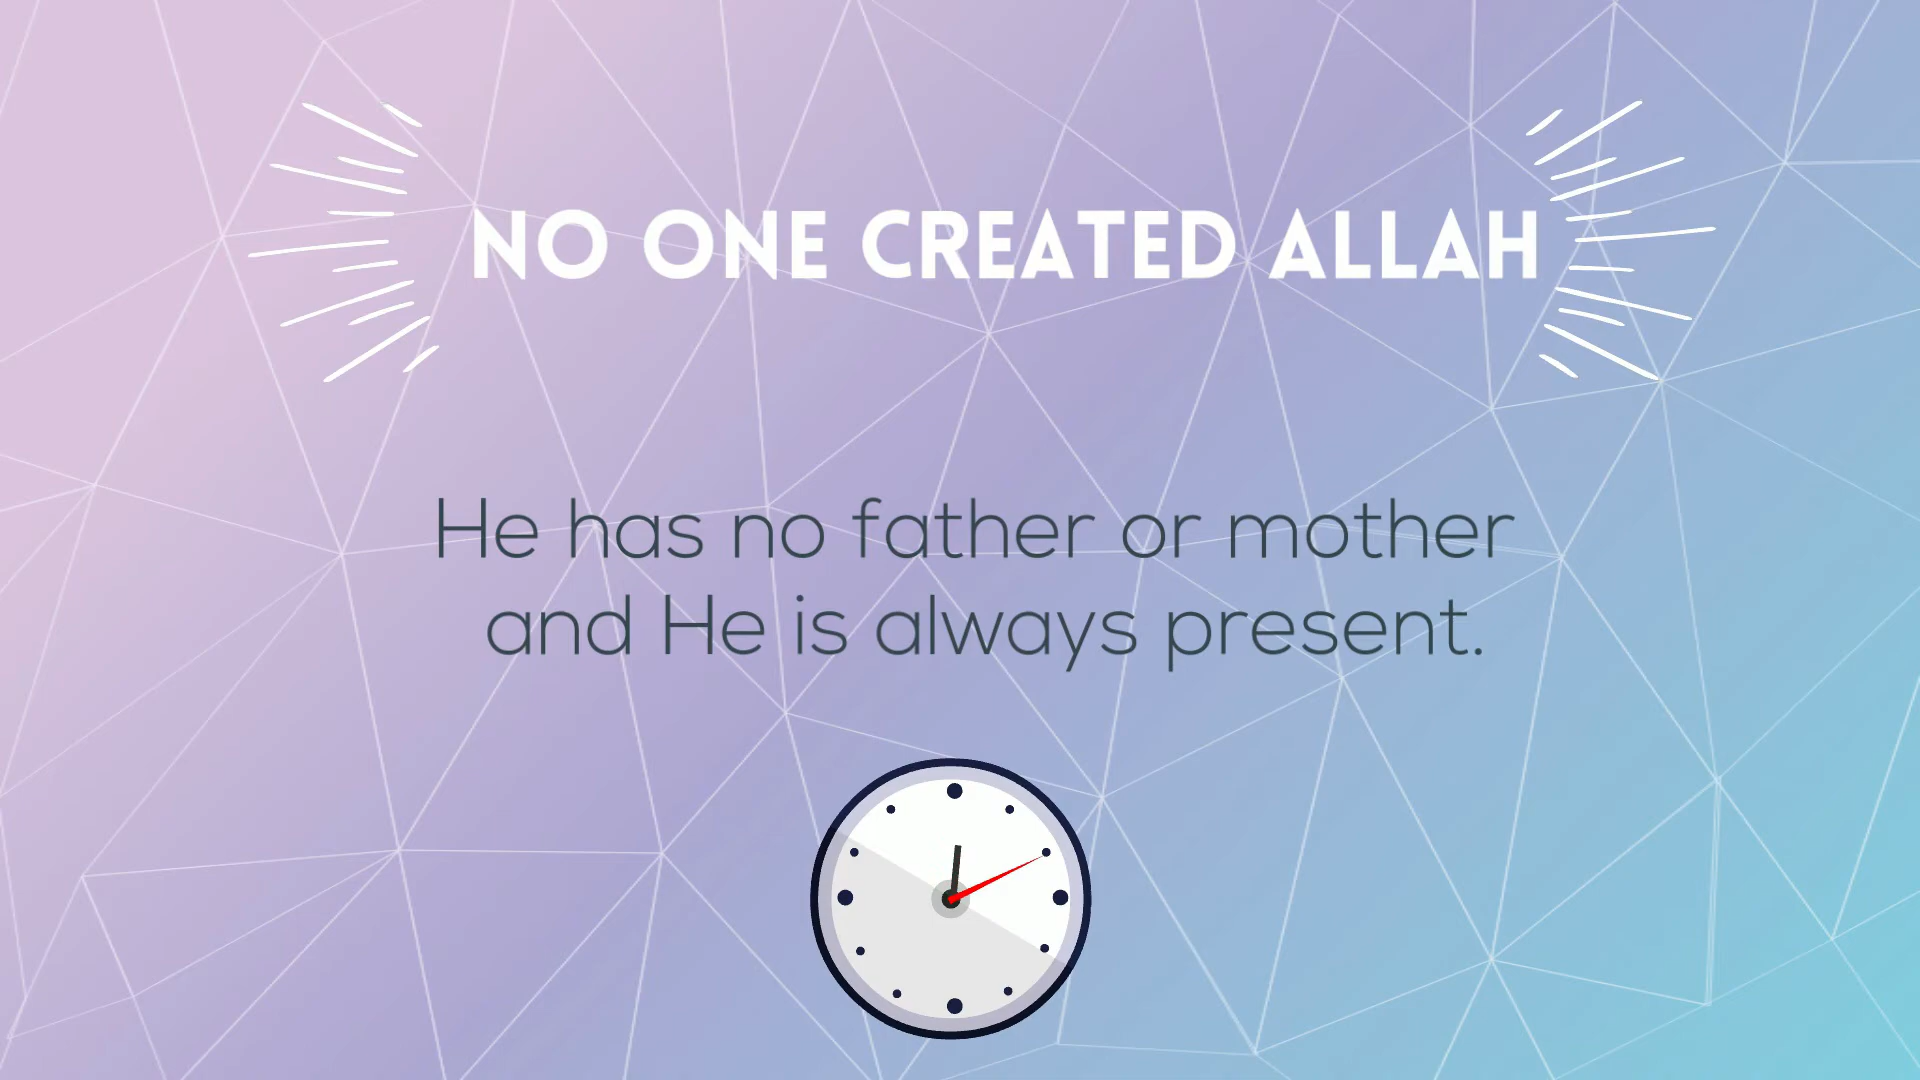 NO ONE CREATED ALLAH
He has no father or mother
and He is always present.